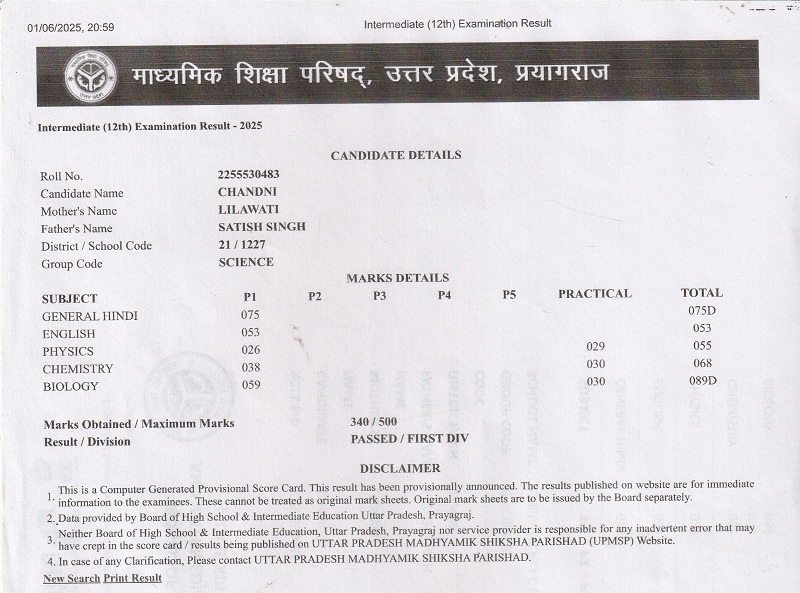 01/06/2025, 20:59 Intermediate (12th) Examination Result
माध्यमिक शिक्षा परिषद्, उत्तर प्रदेश, प्रयागराज
Intermediate (12th) Examination Result - 2025
CANDIDATE DETAILS
Roll No. 2255530483
Candidate Name CHANDNI
Mother's Name LILAWATI
Father's Name SATISH SINGH
District / School Code 21 / 1227
Group Code SCIENCE
MARKS DETAILS
SUBJECT P1 P2 P3 P4 P5 PRACTICAL TOTAL
GENERAL HINDI 075 075D
ENGLISH 053 053
PHYSICS 026 029 055
CHEMISTRY 038 030 068
BIOLOGY 059 030 089D
Marks Obtained / Maximum Marks 340 / 500
Result / Division PASSED / FIRST DIV
DISCLAIMER
1. This is a Computer Generated Provisional Score Card. This result has been provisionally announced. The results published on website are for immediate
information to the examinees. These cannot be treated as original mark sheets. Original mark sheets are to be issued by the Board separately.
2. Data provided by Board of High School & Intermediate Education Uttar Pradesh, Prayagraj.
3. Neither Board of High School & Intermediate Education, Uttar Pradesh, Prayagraj nor service provider is responsible for any inadvertent error that may
have crept in the score card / results being published on UTTAR PRADESH MADHYAMIK SHIKSHA PARISHAD (UPMSP) Website.
4. In case of any Clarification, Please contact UTTAR PRADESH MADHYAMIK SHIKSHA PARISHAD.
New Search Print Result